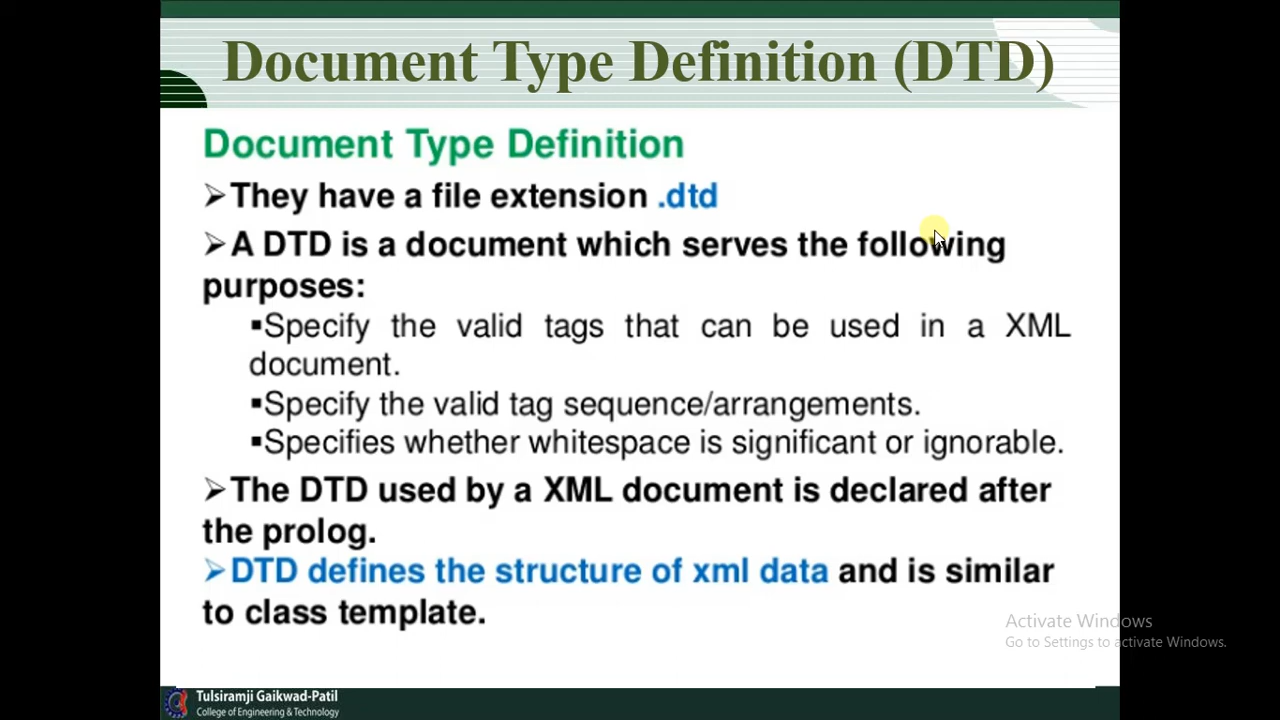 Document Type Definition (DTD)
Document Type Definition
➢They have a file extension .dtd
➢A DTD is a document which serves the following
purposes:
▪Specify the valid tags that can be used in a XML
document.
▪Specify the valid tag sequence/arrangements.
▪Specifies whether whitespace is significant or ignorable.
➢The DTD used by a XML document is declared after
the prolog.
➢DTD defines the structure of xml data and is similar
to class template.
Activate Windows
Go to Settings to activate Windows.
Tulsiramji Gaikwad-Patil
College of Engineering & Technology